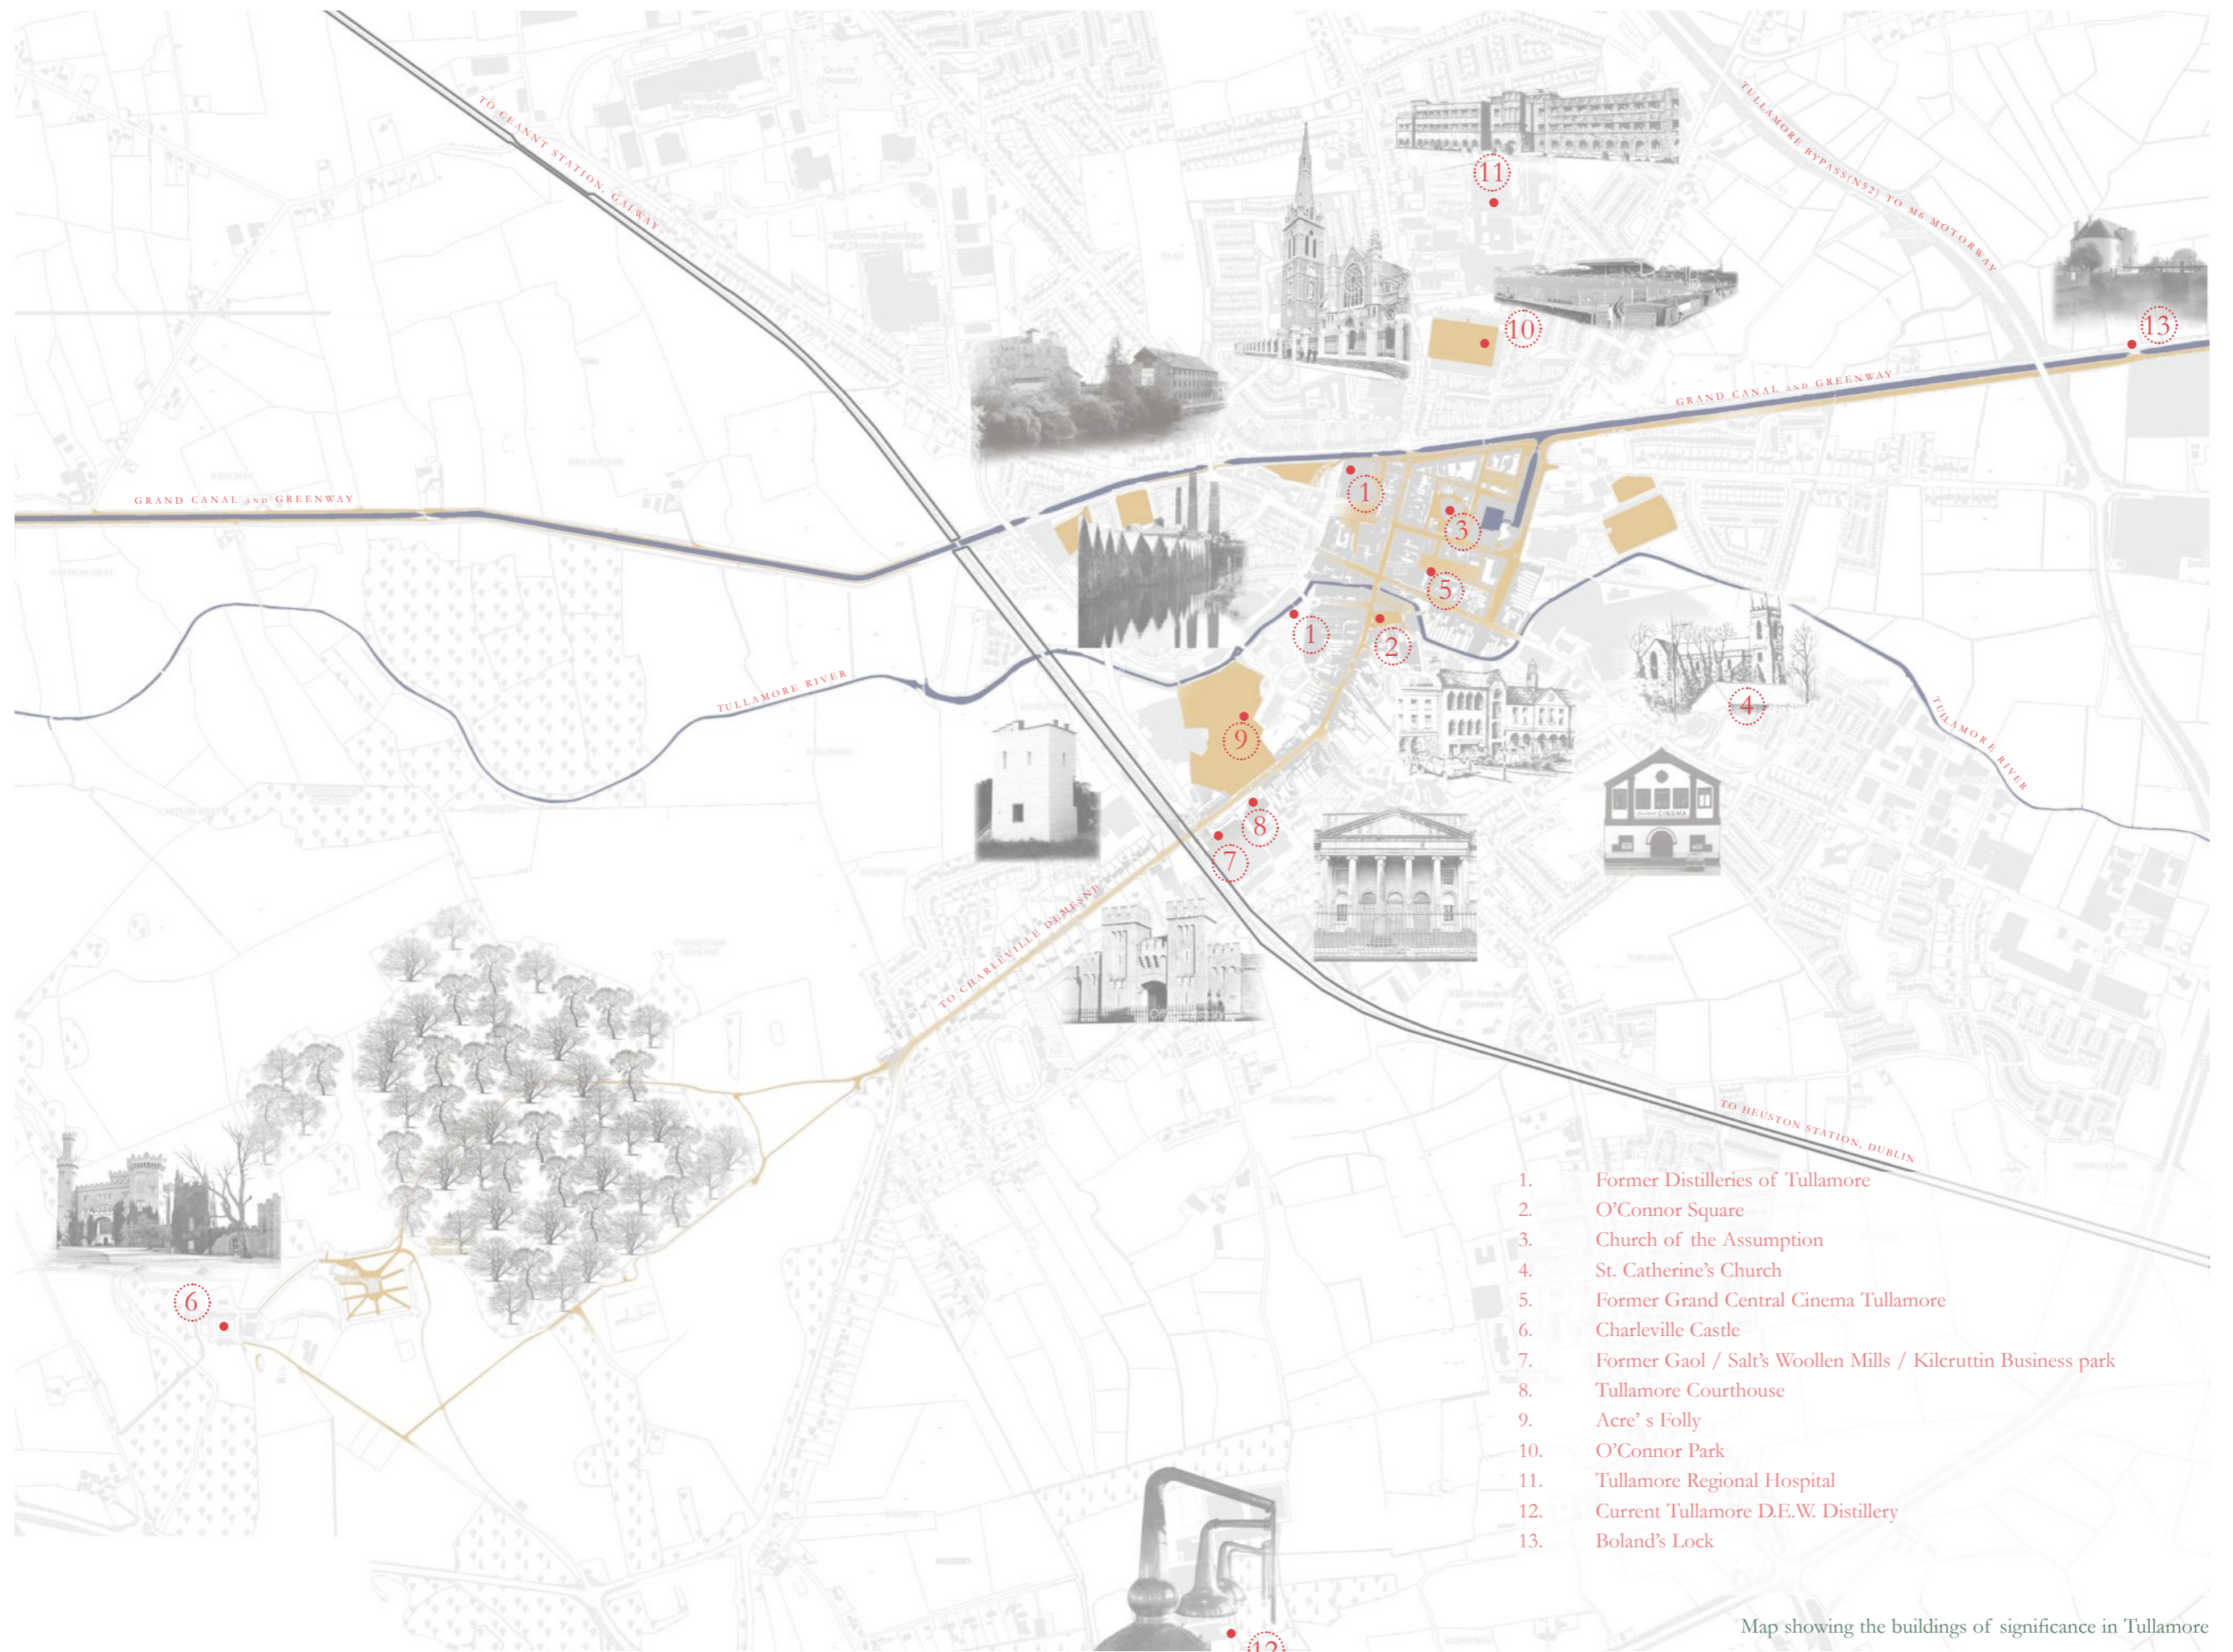 TO CEANNT STATION, GALWAY
TULLAMORE BYPASS(N52) TO M6 MOTORWAY
11
10
13
GRAND CANAL AND GREENWAY
GRAND CANAL AND GREENWAY
1
3
5
1
2
4
TULLAMORE RIVER
TULLAMORE RIVER
9
8
7
CINEMA
TO CHARLEVILLE DEMESNE
TO HEUSTON STATION, DUBLIN
6
1. Former Distilleries of Tullamore
2. O'Connor Square
3. Church of the Assumption
4. St. Catherine's Church
5. Former Grand Central Cinema Tullamore
6. Charleville Castle
7. Former Gaol / Salt's Woollen Mills / Kilcruttin Business park
8. Tullamore Courthouse
9. Acre' s Folly
10. O'Connor Park
11. Tullamore Regional Hospital
12. Current Tullamore D.E.W. Distillery
13. Boland's Lock
12
Map showing the buildings of significance in Tullamore